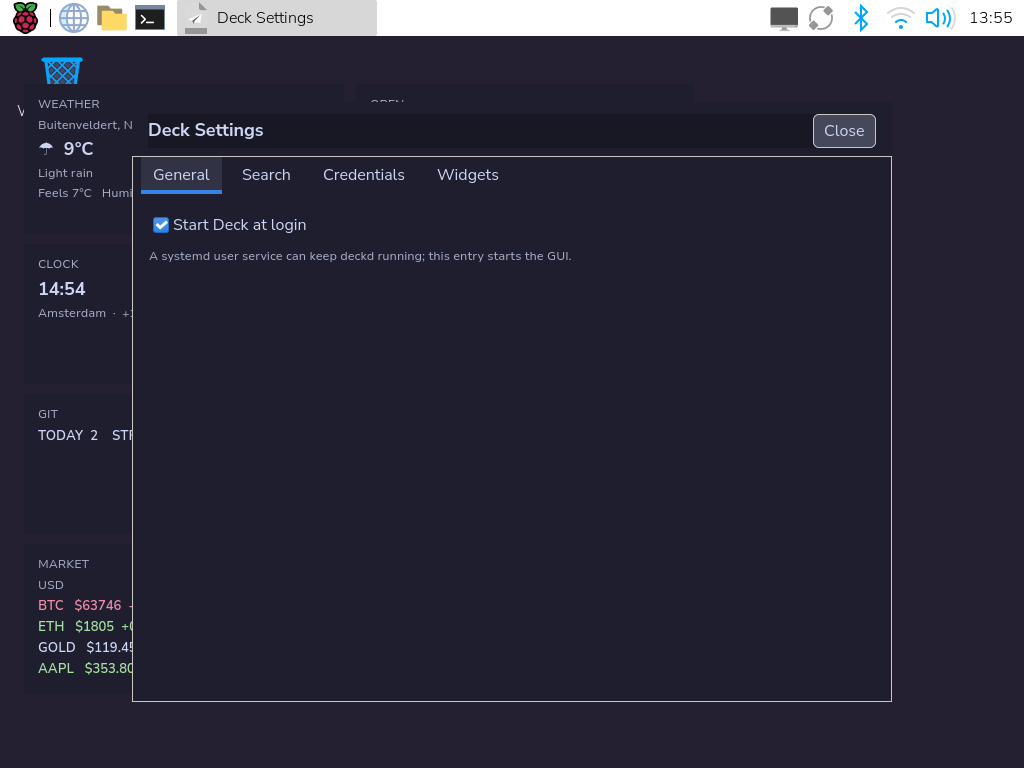 Deck Settings
13:55
WEATHER
Buitenveldert, N
9°C
Light rain
Feels 7°C Humi
CLOCK
14:54
Amsterdam ·
GIT
TODAY 2 STR
MARKET
USD
BTC $63746
ETH $1805
GOLD $119.45
AAPL $353.80
OPEN
Deck Settings
Close
General Search Credentials Widgets
Start Deck at login
A systemd user service can keep deckd running; this entry starts the GUI.